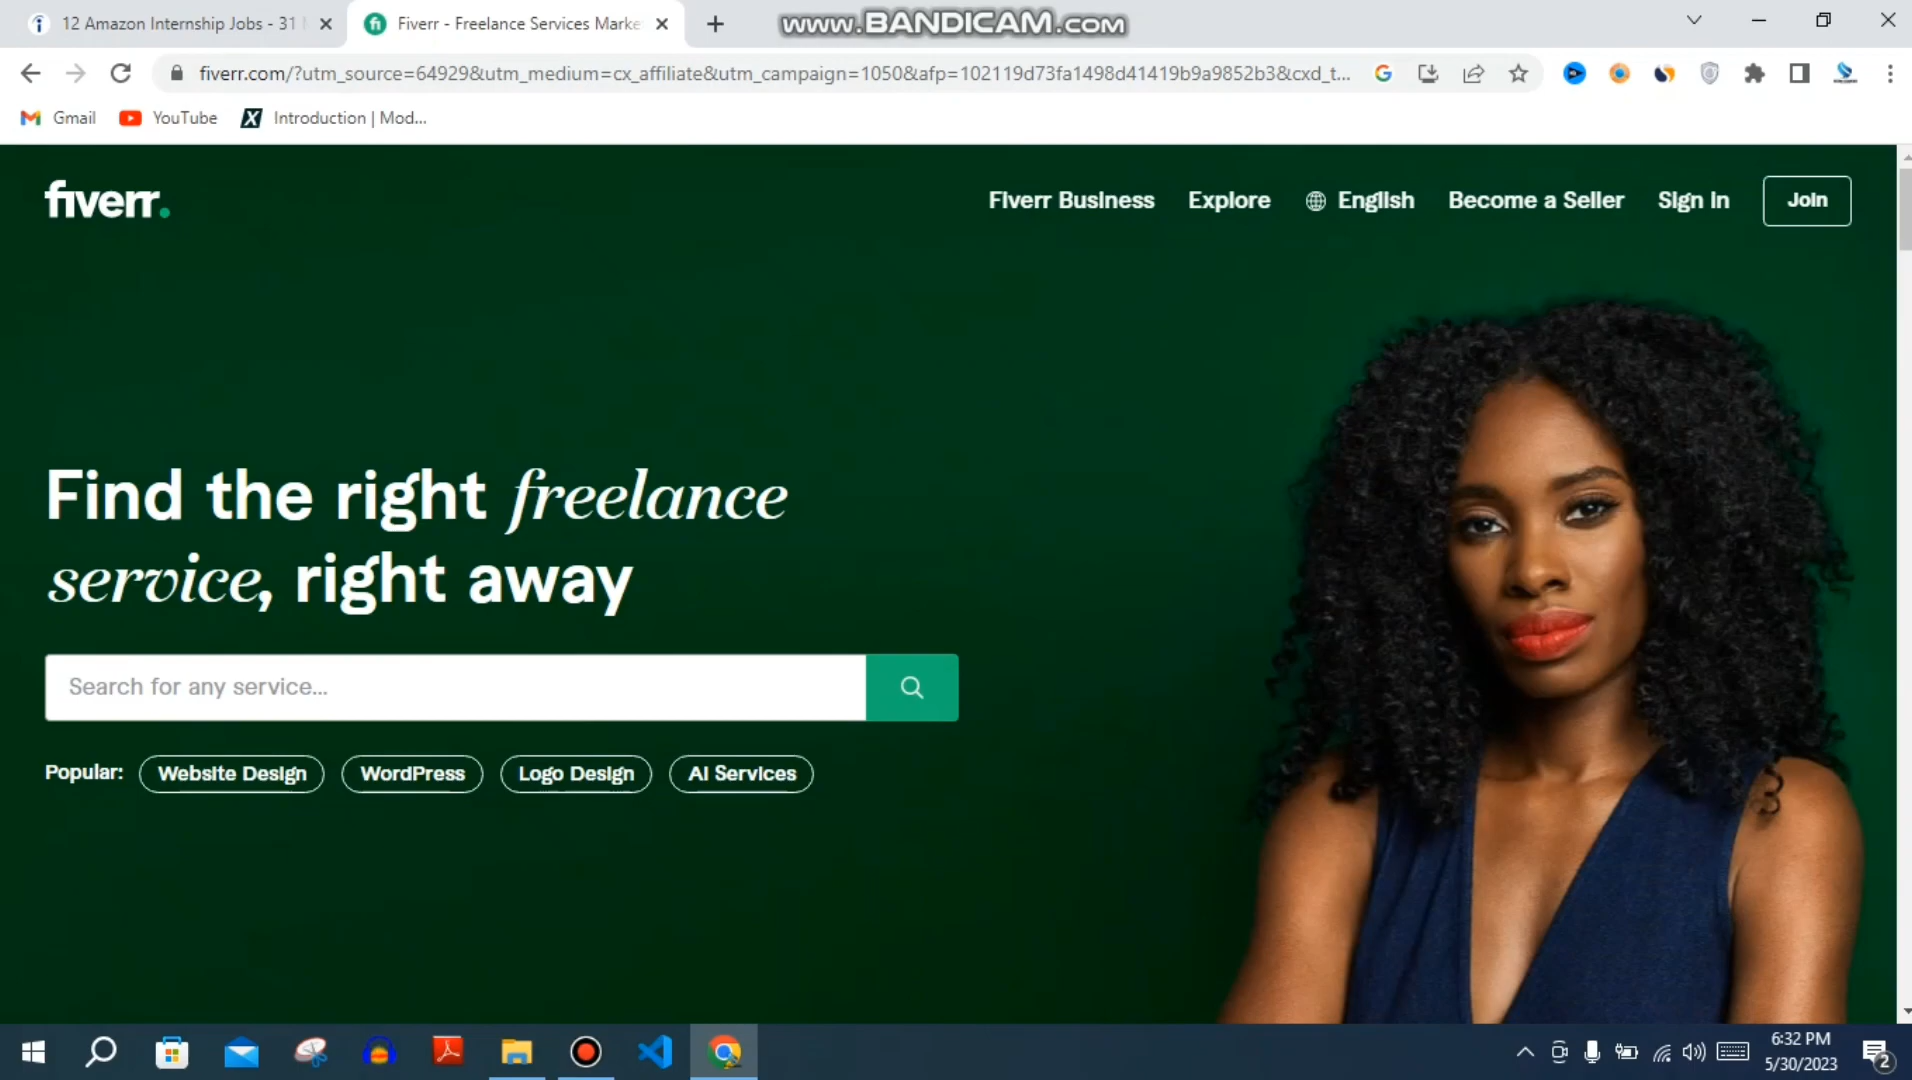 12 Amazon Internship Jobs - 31
Fiverr - Freelance Services Marke
www.BANDICAM.com
fiverr.com/?utm_source=64929&utm_medium=cx_affiliate&utm_campaign=1050&afp=102119d73fa1498d41419b9a9852b3&cxd_t...
Gmail
YouTube
Introduction | Mod...
fiverr.
Fiverr Business
Explore
English
Become a Seller
Sign in
Join
Find the right freelance
service, right away
Search for any service...
Popular:
Website Design
WordPress
Logo Design
AI Services
6:32 PM
5/30/2023
2